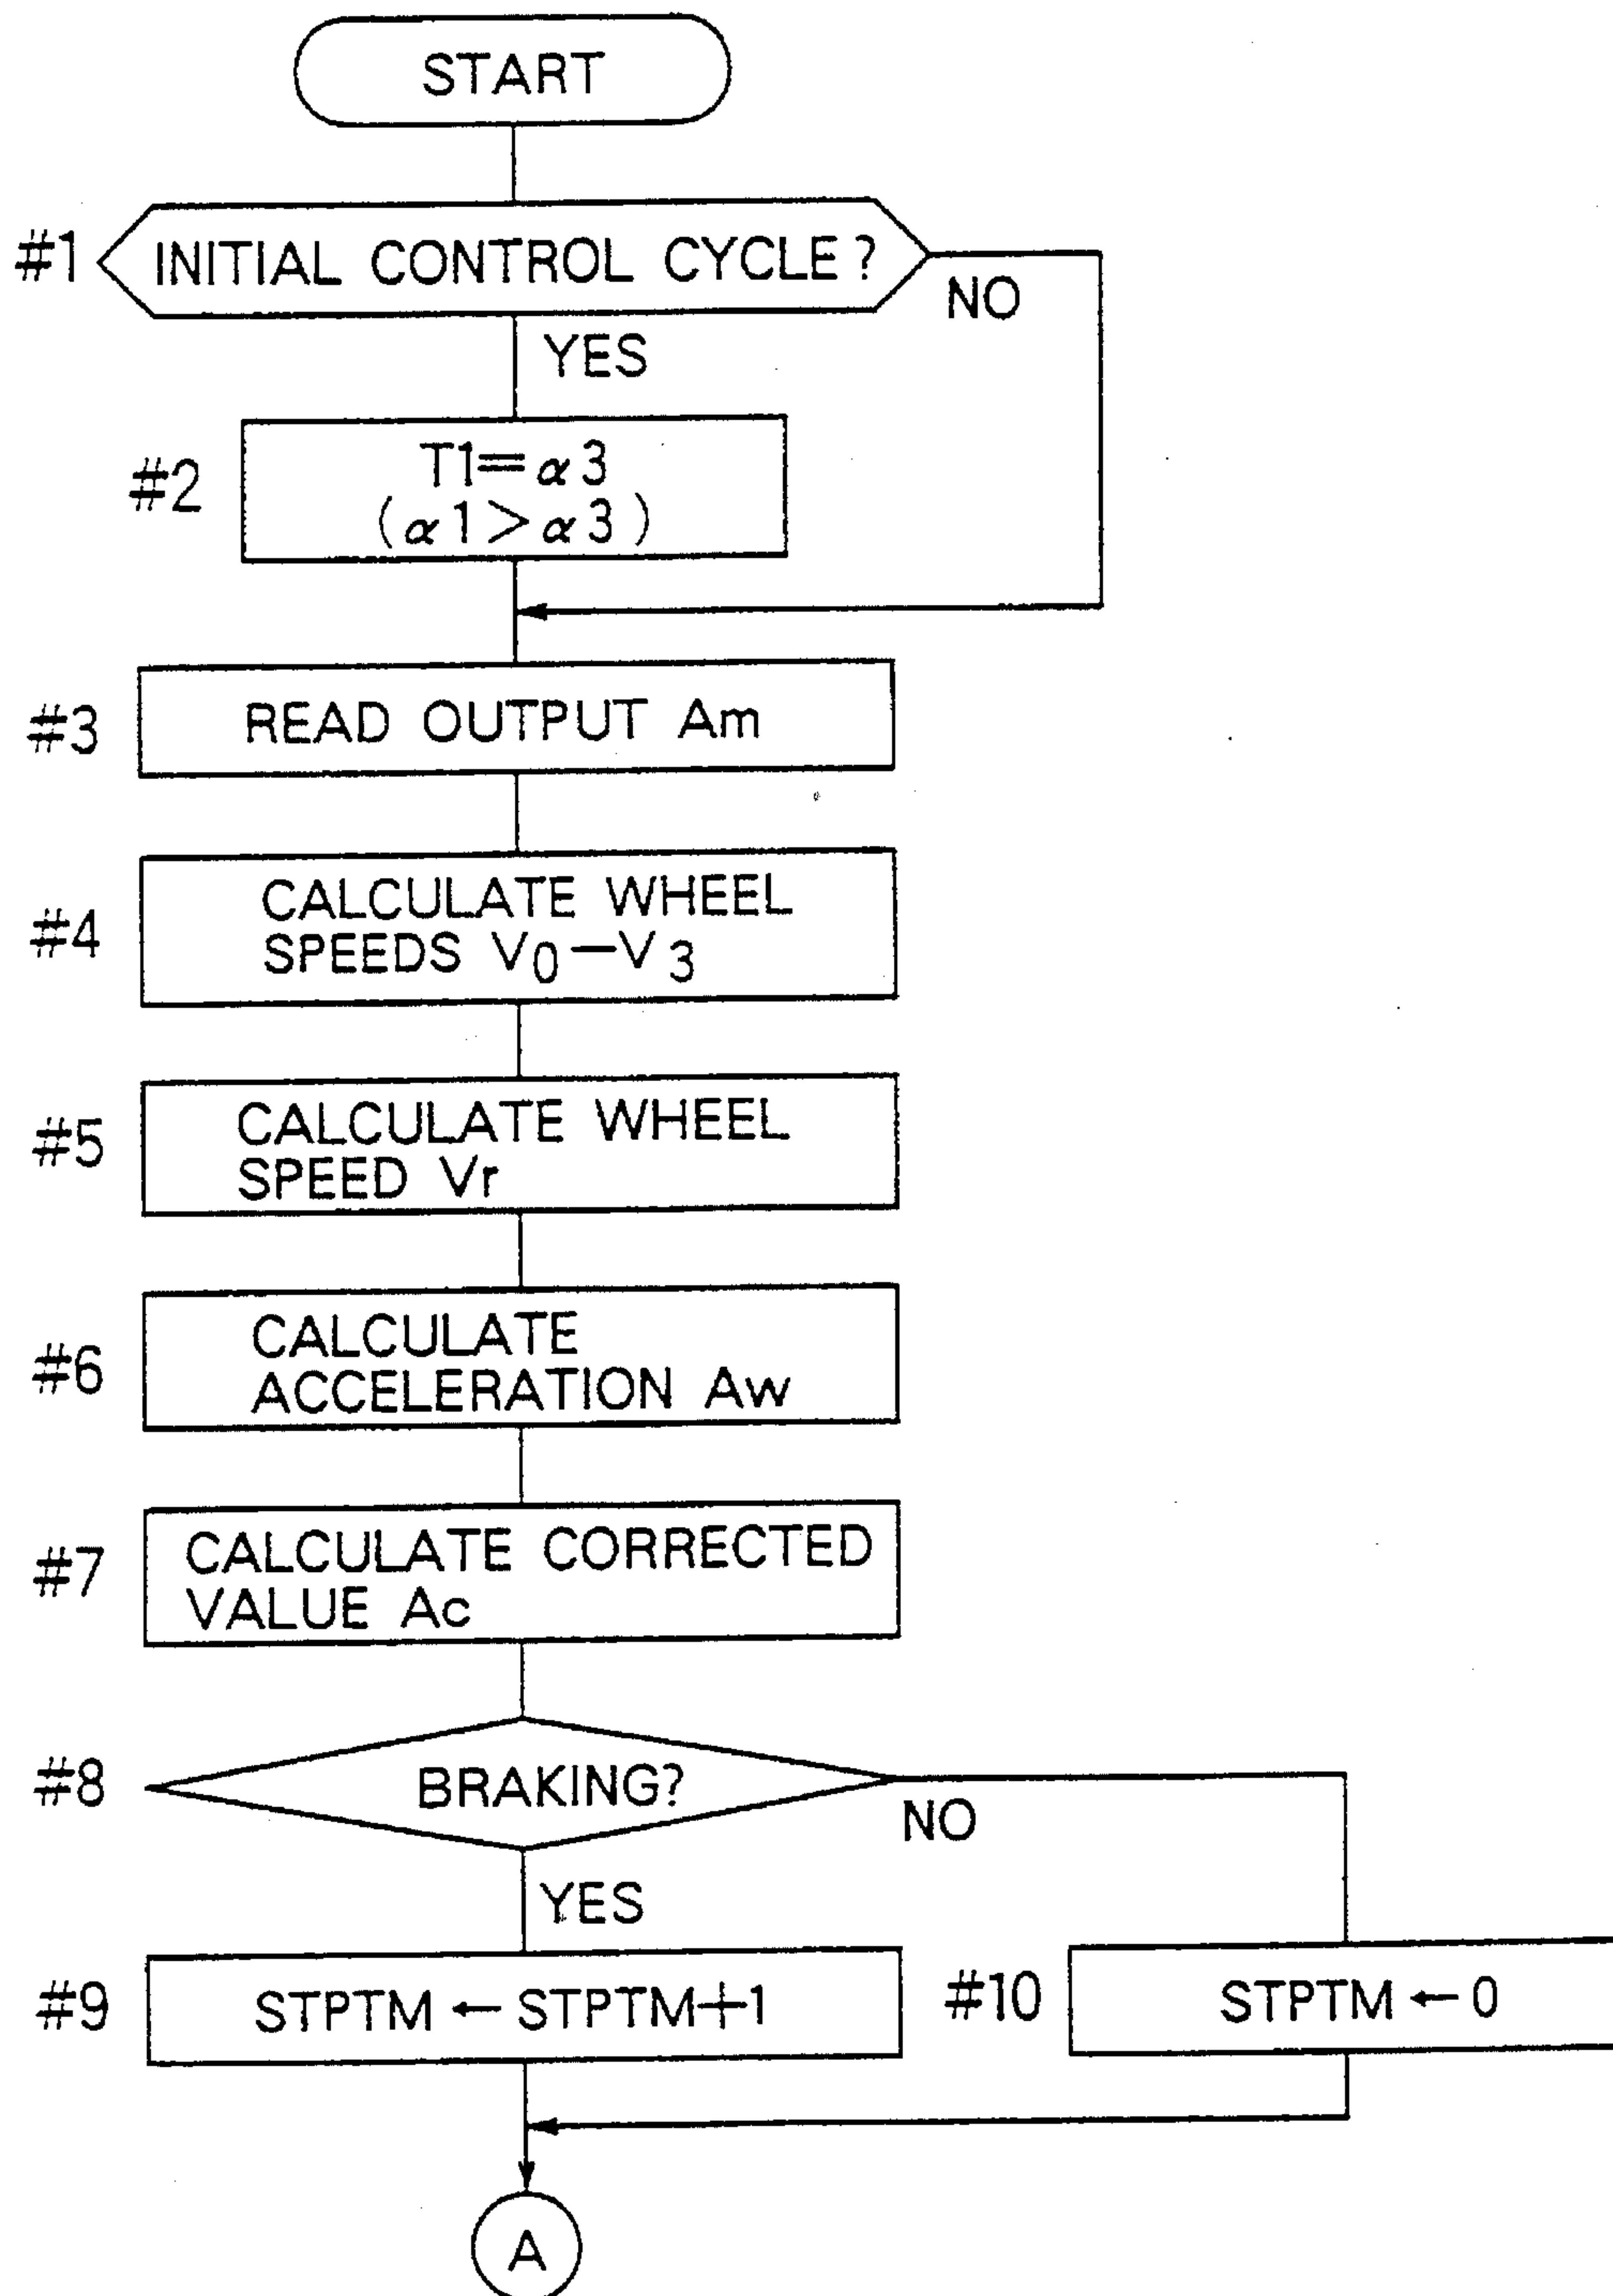 START
#1
INITIAL CONTROL CYCLE?
NO
YES
#2
T1=α3
(α1>α3)
#3
READ OUTPUT Am
#4
CALCULATE WHEEL
SPEEDS V0-V3
#5
CALCULATE WHEEL
SPEED Vr
#6
CALCULATE
ACCELERATION Aw
#7
CALCULATE CORRECTED
VALUE Ac
#8
BRAKING?
NO
YES
#9
STPTM ← STPTM+1
#10
STPTM ← 0
A